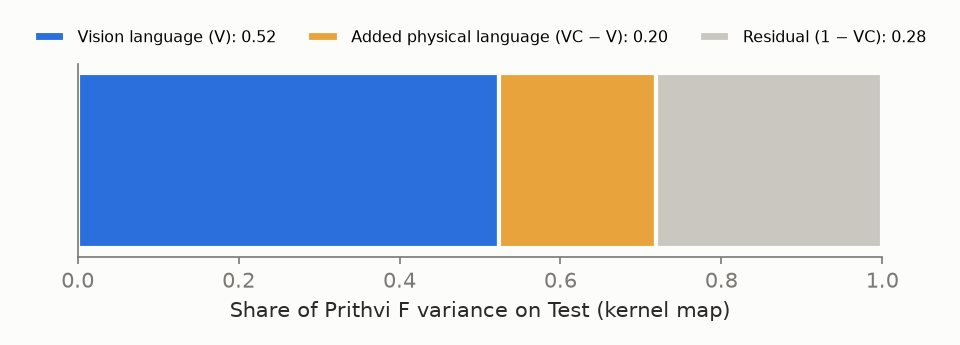 Vision language (V): 0.52 Added physical language (VC − V): 0.20 Residual (1 − VC): 0.28
0.0 0.2 0.4 0.6 0.8 1.0
Share of Prithvi F variance on Test (kernel map)